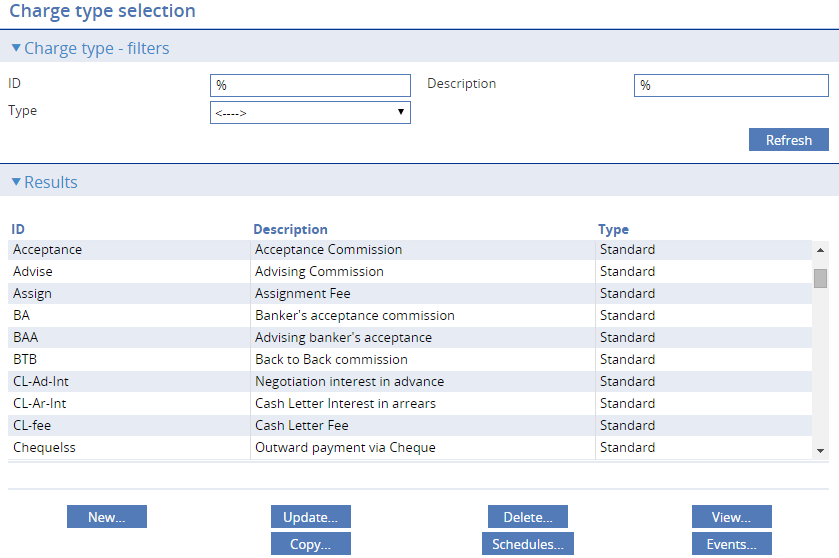 Charge type selection
Charge type - filters
ID % Description %
Type <---->
Refresh
Results
ID Description Type
Acceptance Acceptance Commission Standard
Advise Advising Commission Standard
Assign Assignment Fee Standard
BA Banker's acceptance commission Standard
BAA Advising banker's acceptance Standard
BTB Back to Back commission Standard
CL-Ad-Int Negotiation interest in advance Standard
CL-Ar-Int Cash Letter Interest in arrears Standard
CL-fee Cash Letter Fee Standard
ChequeIss Outward payment via Cheque Standard
New... Update... Delete... View...
Copy... Schedules... Events...